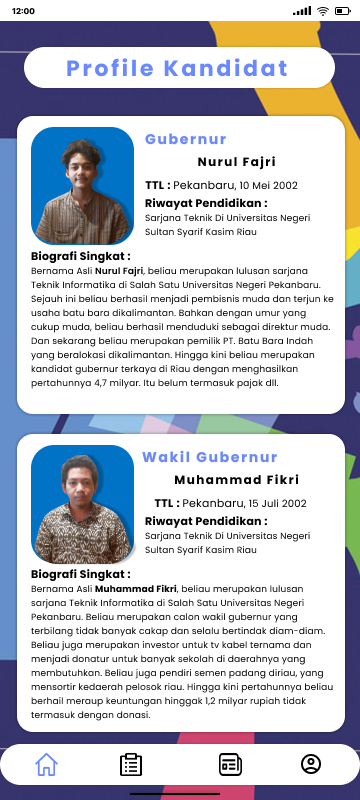 12:00
Profile Kandidat
Gubernur
Nurul Fajri
TTL : Pekanbaru, 10 Mei 2002
Riwayat Pendidikan :
Sarjana Teknik Di Universitas Negeri
Sultan Syarif Kasim Riau
Biografi Singkat :
Bernama Asli Nurul Fajri, beliau merupakan lulusan sarjana
Teknik Informatika di Salah Satu Universitas Negeri Pekanbaru.
Sejauh ini beliau berhasil menjadi pembisnis muda dan terjun ke
usaha batu bara dikalimantan. Bahkan dengan umur yang
cukup muda, beliau berhasil menduduki sebagai direktur muda.
Dan sekarang beliau merupakan pemilik PT. Batu Bara Indah
yang beralokasi dikalimantan. Hingga kini beliau merupakan
kandidat gubernur terkaya di Riau dengan menghasilkan
pertahunnya 4,7 milyar. Itu belum termasuk pajak dll.
Wakil Gubernur
Muhammad Fikri
TTL : Pekanbaru, 15 Juli 2002
Riwayat Pendidikan :
Sarjana Teknik Di Universitas Negeri
Sultan Syarif Kasim Riau
Biografi Singkat :
Bernama Asli Muhammad Fikri, beliau merupakan lulusan
sarjana Teknik Informatika di Salah Satu Universitas Negeri
Pekanbaru. Beliau merupakan calon wakil gubernur yang
terbilang tidak banyak cakap dan selalu bertindak diam-diam.
Beliau juga merupakan investor untuk tv kabel ternama dan
menjadi donatur untuk banyak sekolah di daerahnya yang
membutuhkan. Beliau juga pendiri semen padang diriau, yang
mensortir kedaerah pelosok riau. Hingga kini pertahunnya beliau
berhail meraup keuntungan hinggak 1,2 milyar rupiah tidak
termasuk dengan donasi.